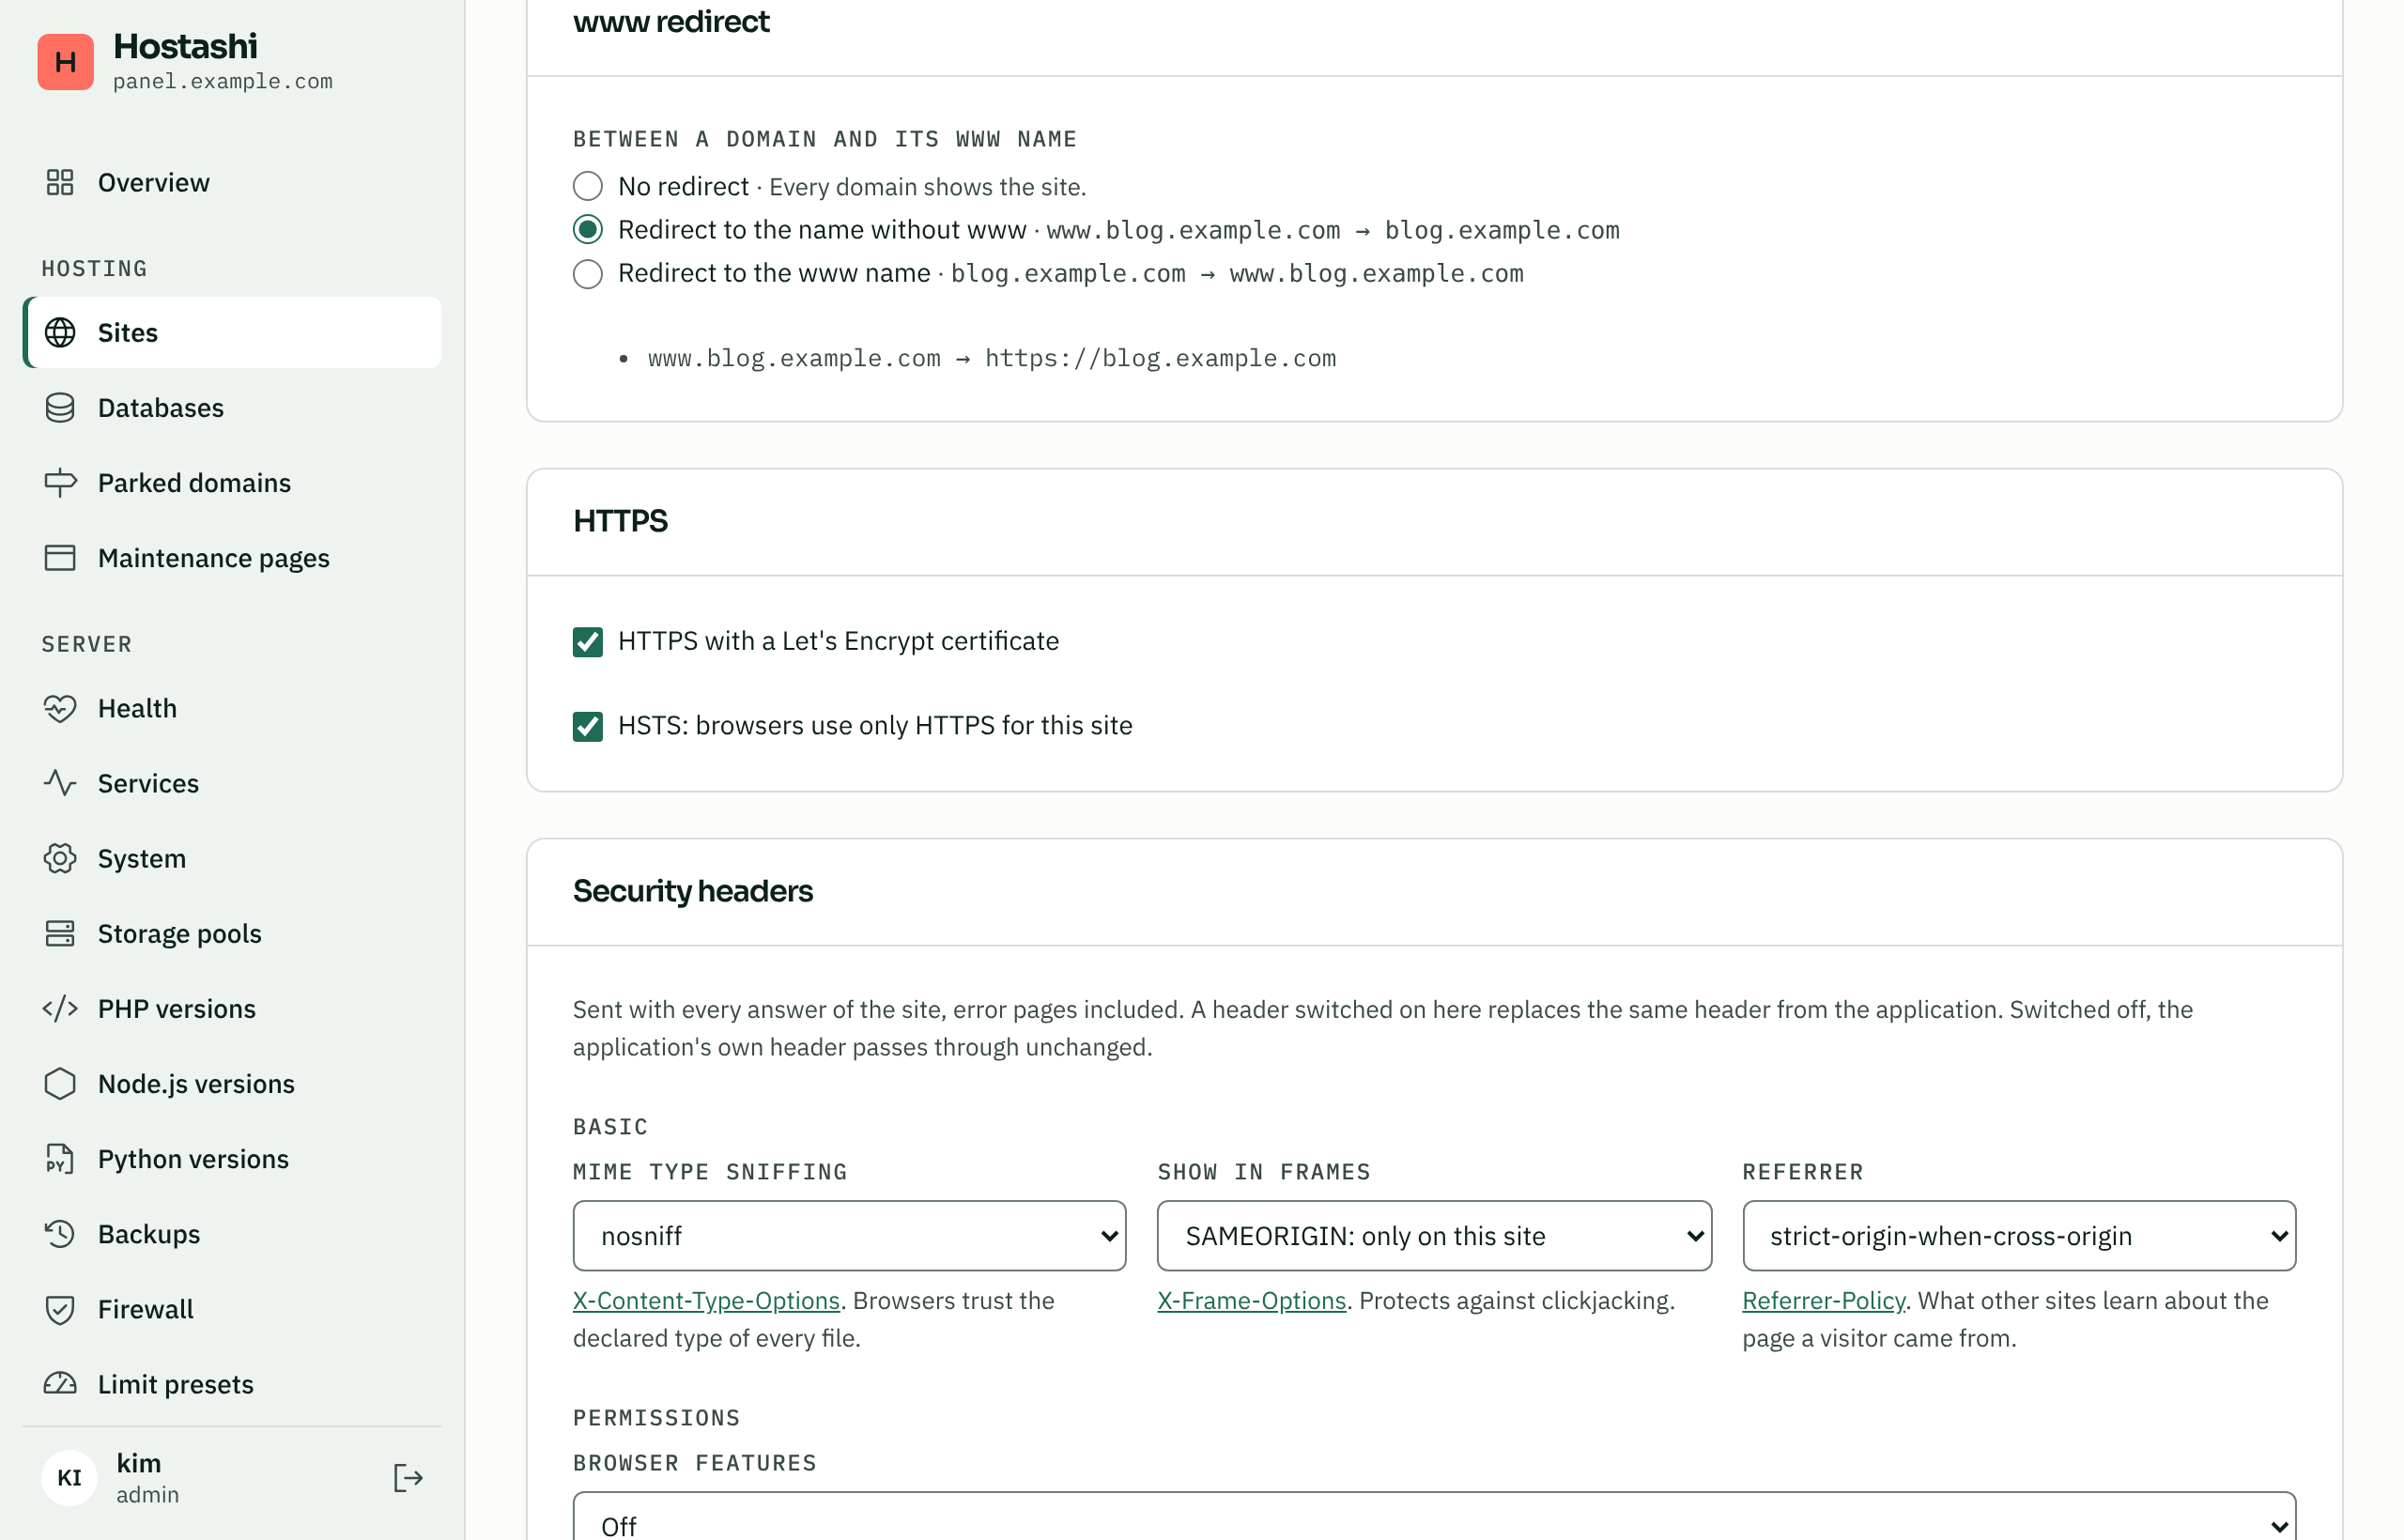 H
Hostashi
panel.example.com
Overview
HOSTING
Sites
Databases
Parked domains
Maintenance pages
SERVER
Health
Services
System
Storage pools
PHP versions
Node.js versions
PY
Python versions
Backups
Firewall
Limit presets
KI
kim
admin
www redirect
BETWEEN A DOMAIN AND ITS WWW NAME
No redirect · Every domain shows the site.
Redirect to the name without www · www.blog.example.com → blog.example.com
Redirect to the www name · blog.example.com → www.blog.example.com
• www.blog.example.com → https://blog.example.com
HTTPS
HTTPS with a Let's Encrypt certificate
HSTS: browsers use only HTTPS for this site
Security headers
Sent with every answer of the site, error pages included. A header switched on here replaces the same header from the application. Switched off, the
application's own header passes through unchanged.
BASIC
MIME TYPE SNIFFING
nosniff
X-Content-Type-Options. Browsers trust the
declared type of every file.
SHOW IN FRAMES
SAMEORIGIN: only on this site
X-Frame-Options. Protects against clickjacking.
REFERRER
strict-origin-when-cross-origin
Referrer-Policy. What other sites learn about the
page a visitor came from.
PERMISSIONS
BROWSER FEATURES
Off